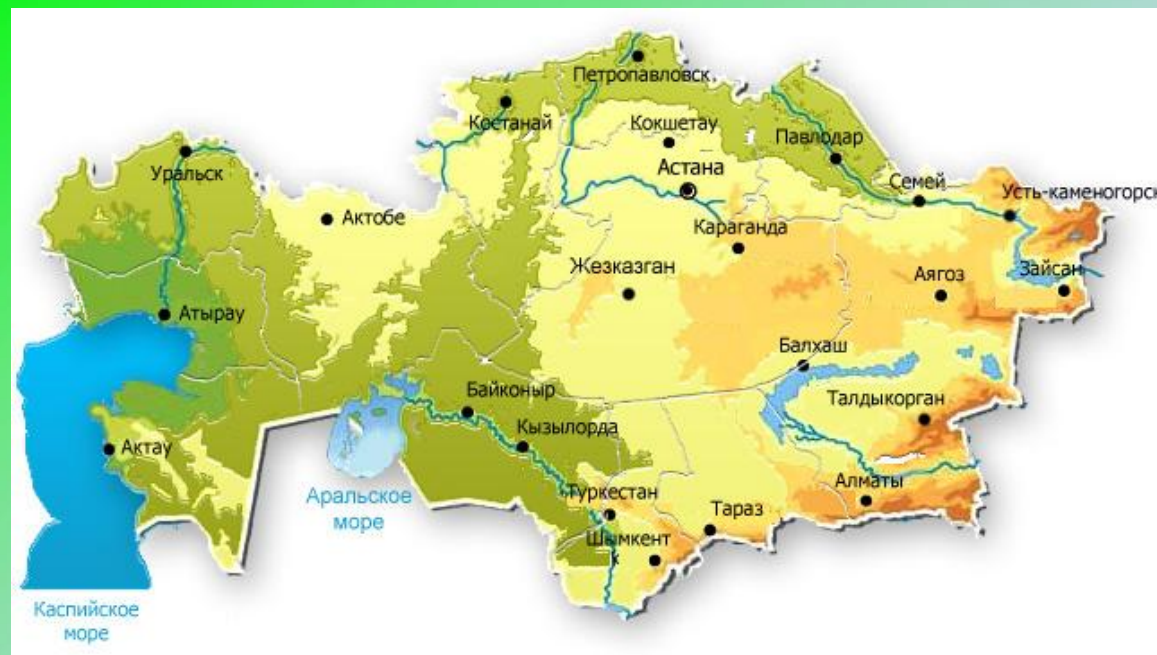 Петропавловск
Костанай
Кокшетау
Павлодар
Уральск
Астана
Семей
Усть-каменогорск
Актобе
Караганда
Жезказган
Аягоз
Зайсан
Атырау
Балхаш
Байконыр
Талдыкорган
Кызылорда
Актау
Аральское
море
Туркестан
Алматы
Тараз
Шымкент
Каспийское
море